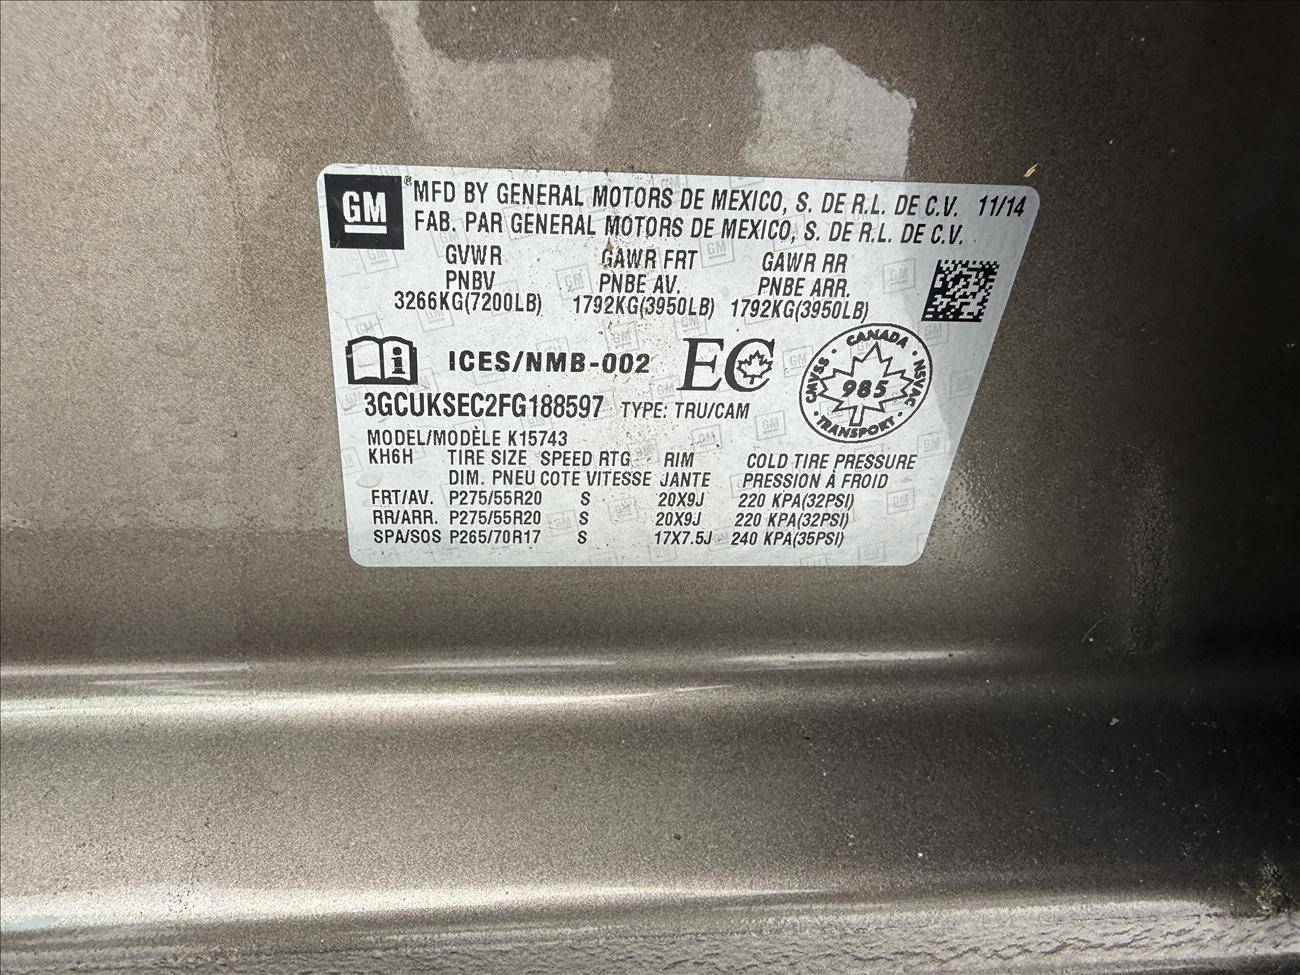 GM ® MFD BY GENERAL MOTORS DE MEXICO, S. DE R.L. DE C.V. 11/14
FAB. PAR GENERAL MOTORS DE MEXICO, S. DE R.L. DE C.V.
GVWR GAWR FRT GAWR RR
PNBV PNBE AV. PNBE ARR.
3266KG(7200LB) 1792KG(3950LB) 1792KG(3950LB)
i ICES/NMB-002 EC
CANADA
CMVSS 985 NSVAC
TRANSPORT
3GCUKSEC2FG188597 TYPE: TRU/CAM
MODEL/MODÈLE K15743
KH6H TIRE SIZE SPEED RTG RIM COLD TIRE PRESSURE
DIM. PNEU COTE VITESSE JANTE PRESSION À FROID
FRT/AV. P275/55R20 S 20X9J 220 KPA(32PSI)
RR/ARR. P275/55R20 S 20X9J 220 KPA(32PSI)
SPA/SOS P265/70R17 S 17X7.5J 240 KPA(35PSI)